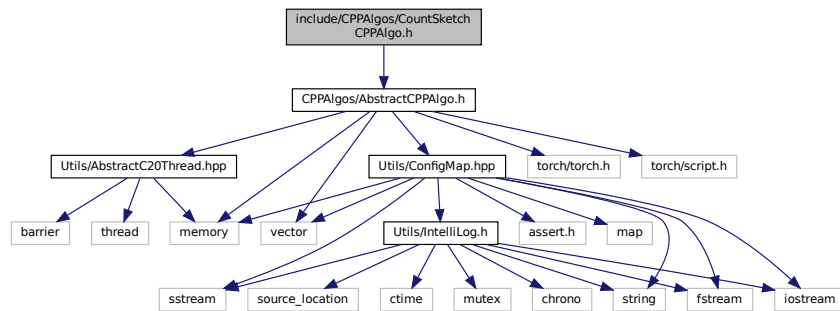 include/CPPAlgos/CountSketch
CPPAlgo.h
CPPAlgos/AbstractCPPAlgo.h
Utils/AbstractC20Thread.hpp
Utils/ConfigMap.hpp
torch/torch.h
torch/script.h
barrier
thread
memory
vector
Utils/IntelliLog.h
assert.h
map
sstream
source_location
ctime
mutex
chrono
string
fstream
iostream